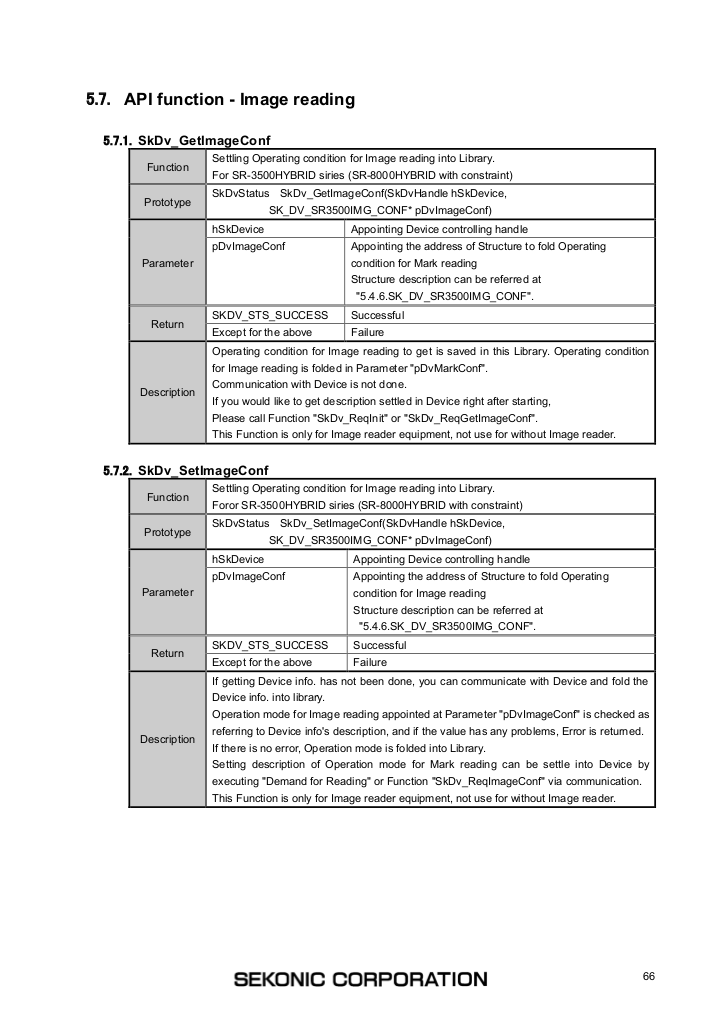 5.7. API function - Image reading
5.7.1. SkDv_GetImageConf
Function
Settling Operating condition for Image reading into Library.
For SR-3500HYBRID siries (SR-8000HYBRID with constraint)
Prototype
SkDvStatus SkDv_GetImageConf(SkDvHandle hSkDevice,
SK_DV_SR3500IMG_CONF* pDvImageConf)
Parameter
hSkDevice
Appointing Device controlling handle
pDvImageConf
Appointing the address of Structure to fold Operating
condition for Mark reading
Structure description can be referred at
"5.4.6.SK_DV_SR3500IMG_CONF".
Return
SKDV_STS_SUCCESS
Successful
Except for the above
Failure
Description
Operating condition for Image reading to get is saved in this Library. Operating condition
for Image reading is folded in Parameter "pDvMarkConf".
Communication with Device is not done.
If you would like to get description settled in Device right after starting,
Please call Function "SkDv_ReqInit" or "SkDv_ReqGetImageConf".
This Function is only for Image reader equipment, not use for without Image reader.
5.7.2. SkDv_SetImageConf
Function
Settling Operating condition for Image reading into Library.
Foror SR-3500HYBRID siries (SR-8000HYBRID with constraint)
Prototype
SkDvStatus SkDv_SetImageConf(SkDvHandle hSkDevice,
SK_DV_SR3500IMG_CONF* pDvImageConf)
Parameter
hSkDevice
Appointing Device controlling handle
pDvImageConf
Appointing the address of Structure to fold Operating
condition for Image reading
Structure description can be referred at
"5.4.6.SK_DV_SR3500IMG_CONF".
Return
SKDV_STS_SUCCESS
Successful
Except for the above
Failure
Description
If getting Device info. has not been done, you can communicate with Device and fold the
Device info. into library.
Operation mode for Image reading appointed at Parameter "pDvImageConf" is checked as
referring to Device info's description, and if the value has any problems, Error is returned.
If there is no error, Operation mode is folded into Library.
Setting description of Operation mode for Mark reading can be settle into Device by
executing "Demand for Reading" or Function "SkDv_ReqImageConf" via communication.
This Function is only for Image reader equipment, not use for without Image reader.
SEKONIC CORPORATION
66